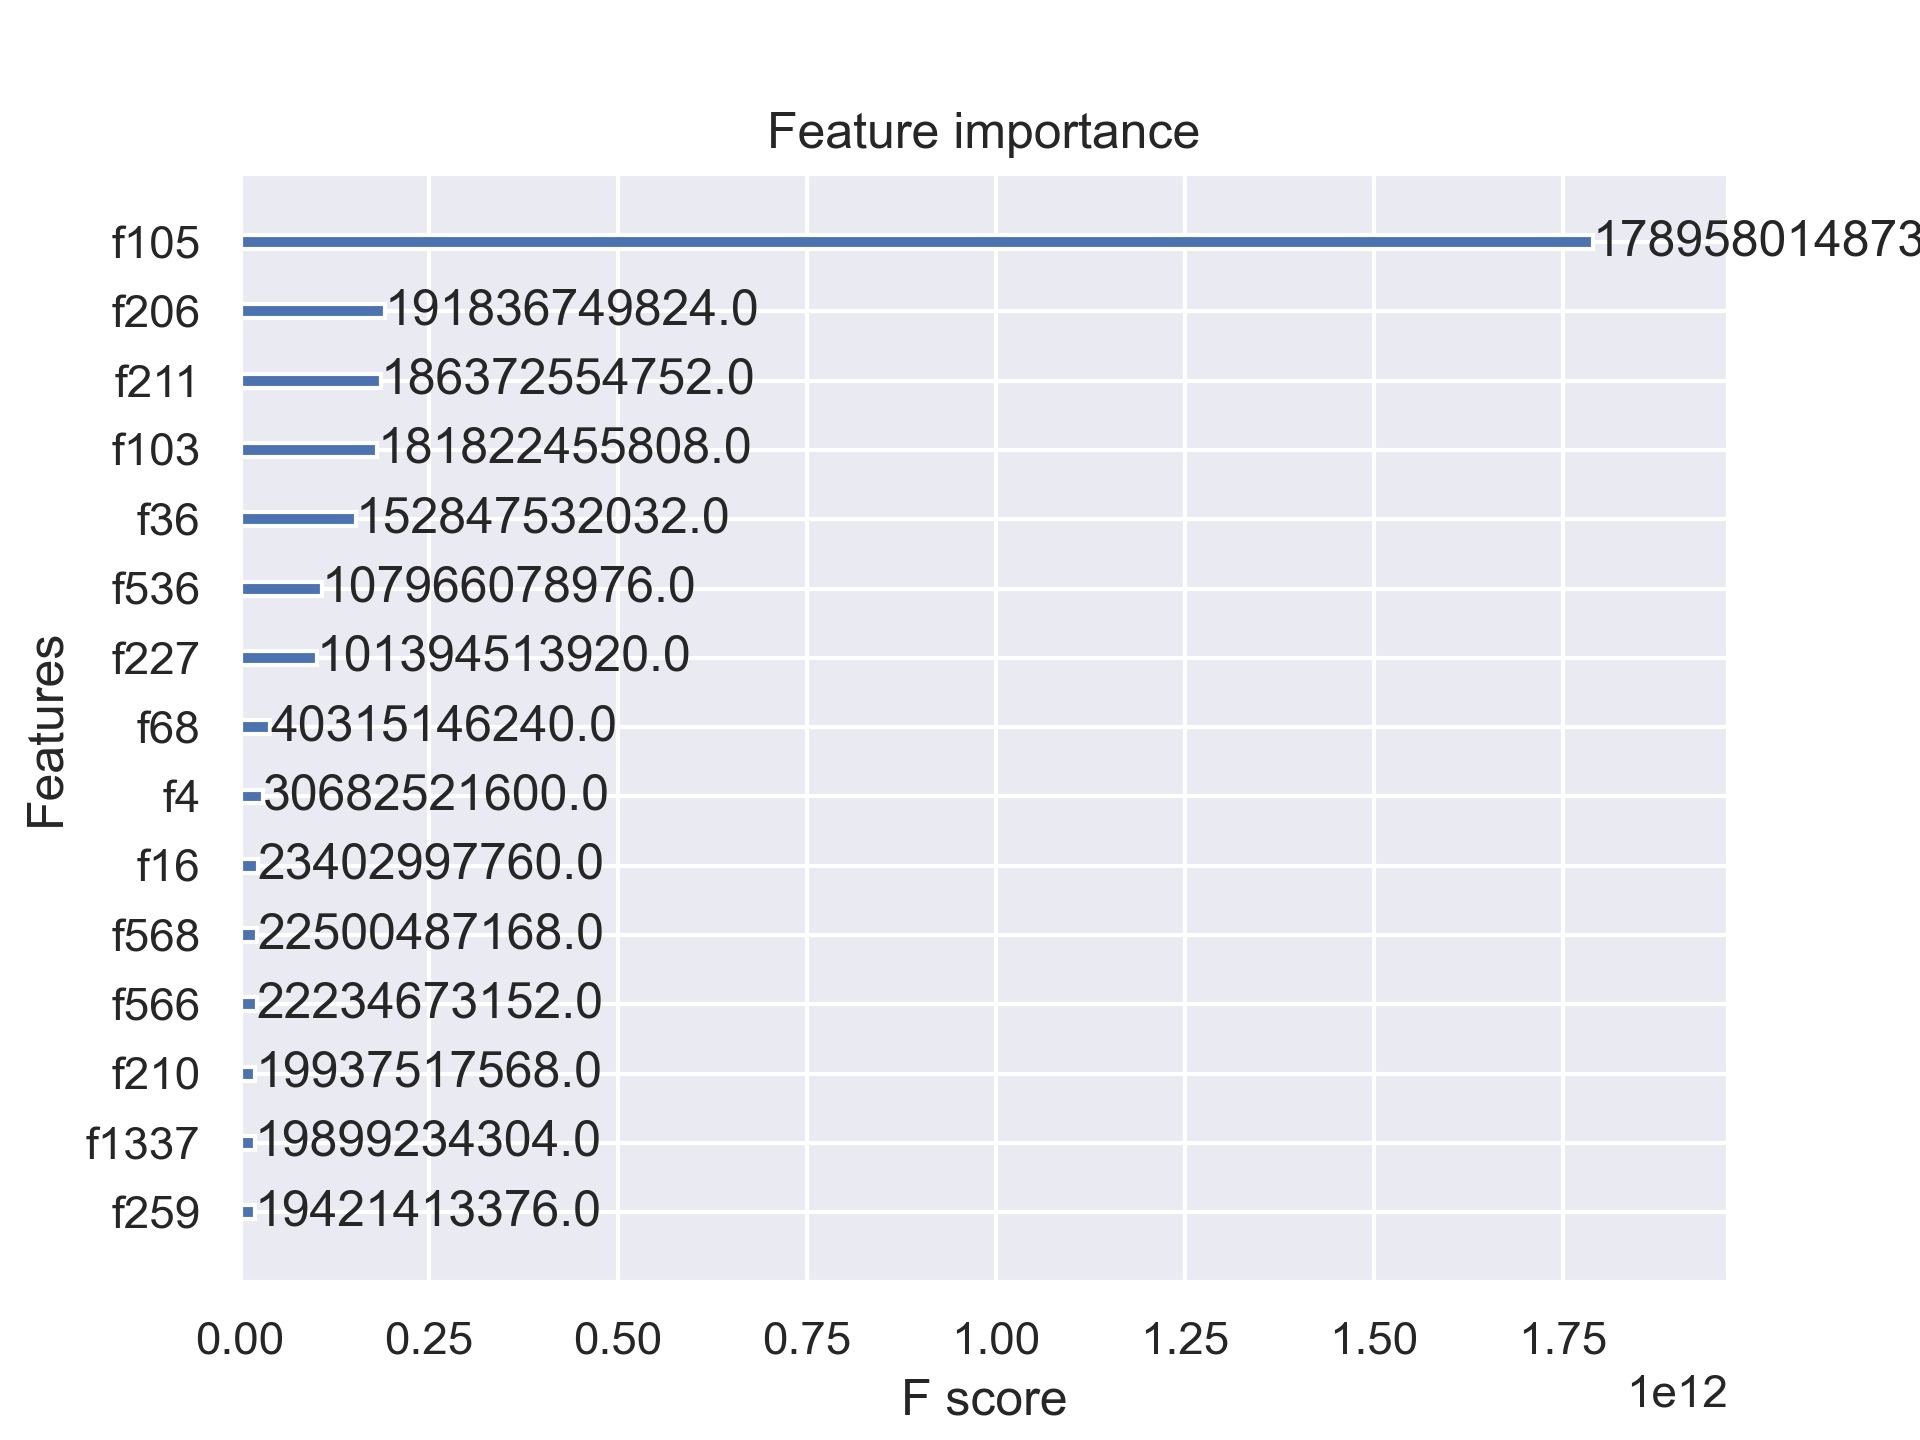 Feature importance
f105 178958014873
f206 191836749824.0
f211 186372554752.0
f103 181822455808.0
f36 152847532032.0
f536 107966078976.0
f227 101394513920.0
f68 40315146240.0
f4 30682521600.0
f16 23402997760.0
f568 22500487168.0
f566 22234673152.0
f210 19937517568.0
f1337 19899234304.0
f259 19421413376.0
Features
0.00 0.25 0.50 0.75 1.00 1.25 1.50 1.75
1e12
F score